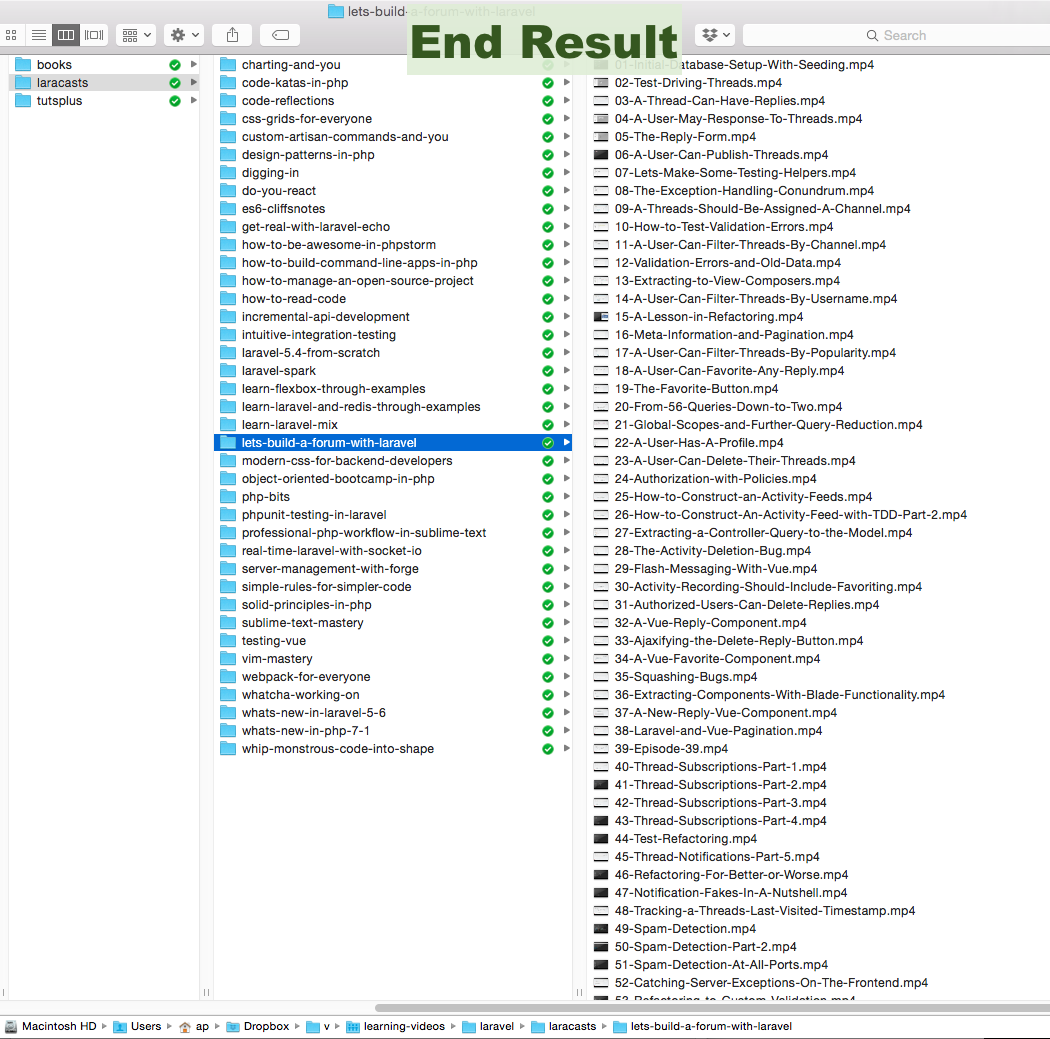 lets-build-a-forum-with-laravel
End Result
Search
books
laracasts
tutsplus
charting-and-you
code-katas-in-php
code-reflections
css-grids-for-everyone
custom-artisan-commands-and-you
design-patterns-in-php
digging-in
do-you-react
es6-cliffsnotes
get-real-with-laravel-echo
how-to-be-awesome-in-phpstorm
how-to-build-command-line-apps-in-php
how-to-manage-an-open-source-project
how-to-read-code
incremental-api-development
intuitive-integration-testing
laravel-5.4-from-scratch
laravel-spark
learn-flexbox-through-examples
learn-laravel-and-redis-through-examples
learn-laravel-mix
lets-build-a-forum-with-laravel
modern-css-for-backend-developers
object-oriented-bootcamp-in-php
php-bits
phpunit-testing-in-laravel
professional-php-workflow-in-sublime-text
real-time-laravel-with-socket-io
server-management-with-forge
simple-rules-for-simpler-code
solid-principles-in-php
sublime-text-mastery
testing-vue
vim-mastery
webpack-for-everyone
whatcha-working-on
whats-new-in-laravel-5-6
whats-new-in-php-7-1
whip-monstrous-code-into-shape
01-Initial-Database-Setup-With-Seeding.mp4
02-Test-Driving-Threads.mp4
03-A-Thread-Can-Have-Replies.mp4
04-A-User-May-Response-To-Threads.mp4
05-The-Reply-Form.mp4
06-A-User-Can-Publish-Threads.mp4
07-Lets-Make-Some-Testing-Helpers.mp4
08-The-Exception-Handling-Conundrum.mp4
09-A-Threads-Should-Be-Assigned-A-Channel.mp4
10-How-to-Test-Validation-Errors.mp4
11-A-User-Can-Filter-Threads-By-Channel.mp4
12-Validation-Errors-and-Old-Data.mp4
13-Extracting-to-View-Composers.mp4
14-A-User-Can-Filter-Threads-By-Username.mp4
15-A-Lesson-in-Refactoring.mp4
16-Meta-Information-and-Pagination.mp4
17-A-User-Can-Filter-Threads-By-Popularity.mp4
18-A-User-Can-Favorite-Any-Reply.mp4
19-The-Favorite-Button.mp4
20-From-56-Queries-Down-to-Two.mp4
21-Global-Scopes-and-Further-Query-Reduction.mp4
22-A-User-Has-A-Profile.mp4
23-A-User-Can-Delete-Their-Threads.mp4
24-Authorization-with-Policies.mp4
25-How-to-Construct-an-Activity-Feeds.mp4
26-How-to-Construct-An-Activity-Feed-with-TDD-Part-2.mp4
27-Extracting-a-Controller-Query-to-the-Model.mp4
28-The-Activity-Deletion-Bug.mp4
29-Flash-Messaging-With-Vue.mp4
30-Activity-Recording-Should-Include-Favoriting.mp4
31-Authorized-Users-Can-Delete-Replies.mp4
32-A-Vue-Reply-Component.mp4
33-Ajaxifying-the-Delete-Reply-Button.mp4
34-A-Vue-Favorite-Component.mp4
35-Squashing-Bugs.mp4
36-Extracting-Components-With-Blade-Functionality.mp4
37-A-New-Reply-Vue-Component.mp4
38-Laravel-and-Vue-Pagination.mp4
39-Episode-39.mp4
40-Thread-Subscriptions-Part-1.mp4
41-Thread-Subscriptions-Part-2.mp4
42-Thread-Subscriptions-Part-3.mp4
43-Thread-Subscriptions-Part-4.mp4
44-Test-Refactoring.mp4
45-Thread-Notifications-Part-5.mp4
46-Refactoring-For-Better-or-Worse.mp4
47-Notification-Fakes-In-A-Nutshell.mp4
48-Tracking-a-Threads-Last-Visited-Timestamp.mp4
49-Spam-Detection.mp4
50-Spam-Detection-Part-2.mp4
51-Spam-Detection-At-All-Ports.mp4
52-Catching-Server-Exceptions-On-The-Frontend.mp4
53-Refactoring-to-Custom-Validation.mp4
Macintosh HD Users ap Dropbox v learning-videos laravel laracasts lets-build-a-forum-with-laravel